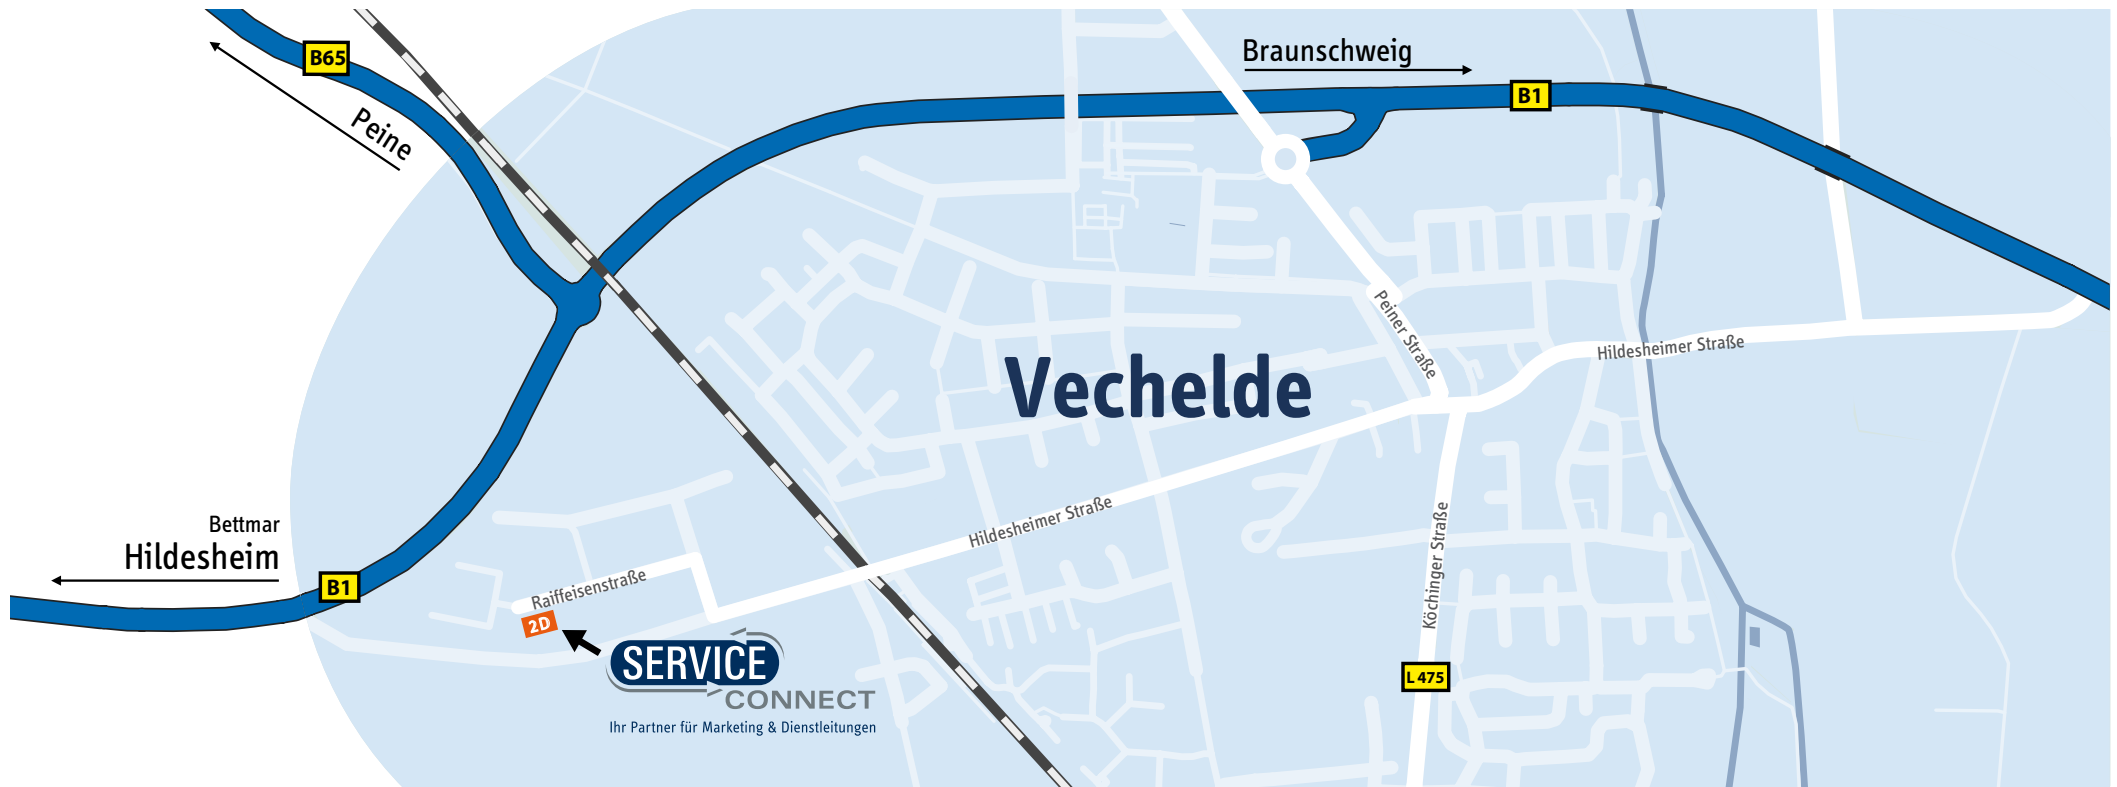 B65
Peine
Braunschweig
B1
Peiner Straße
Hildesheimer Straße
Vechelde
Bettmar
Hildesheim
B1
Hildesheimer Straße
Köchinger Straße
Raiffeisenstraße
2D
SERVICE
CONNECT
Ihr Partner für Marketing & Dienstleitungen
L 475